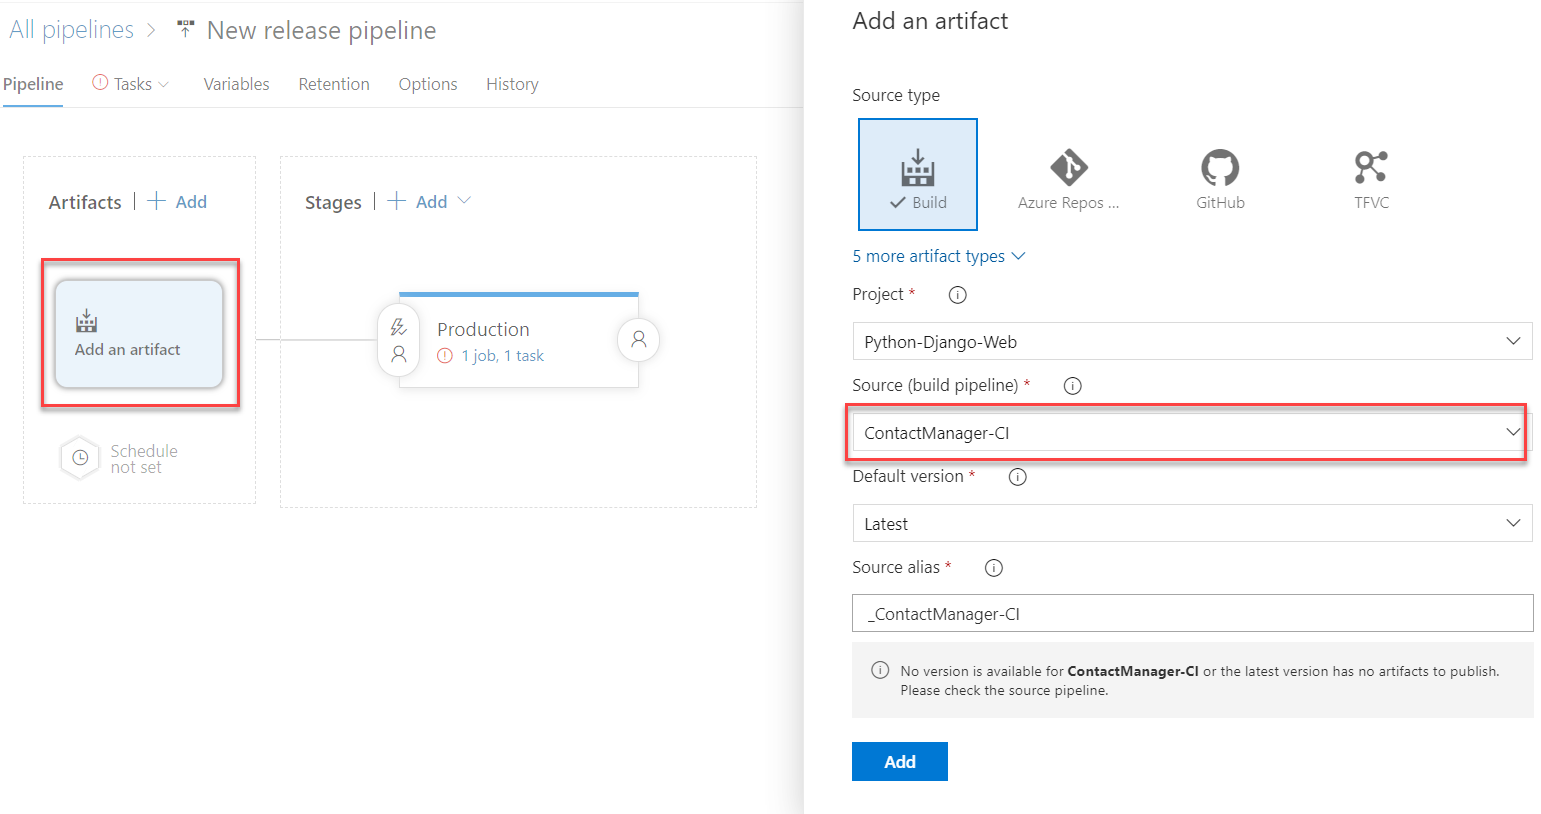 All pipelines > New release pipeline
Pipeline Tasks Variables Retention Options History
Artifacts | + Add
Add an artifact
Schedule
not set
Stages | + Add
Production
1 job, 1 task
Add an artifact
Source type
Build
Azure Repos ...
GitHub
TFVC
5 more artifact types
Project *
Python-Django-Web
Source (build pipeline) *
ContactManager-CI
Default version *
Latest
Source alias *
_ContactManager-CI
No version is available for ContactManager-CI or the latest version has no artifacts to publish.
Please check the source pipeline.
Add